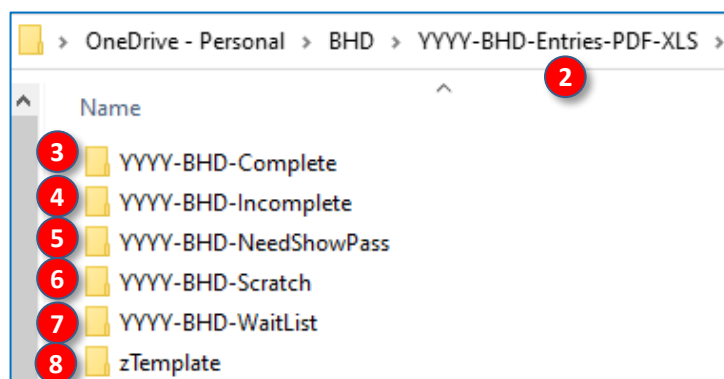 > OneDrive - Personal > BHD > YYYY-BHD-Entries-PDF-XLS >
2
Name
3 YYYY-BHD-Complete
4 YYYY-BHD-Incomplete
5 YYYY-BHD-NeedShowPass
6 YYYY-BHD-Scratch
7 YYYY-BHD-WaitList
8 zTemplate